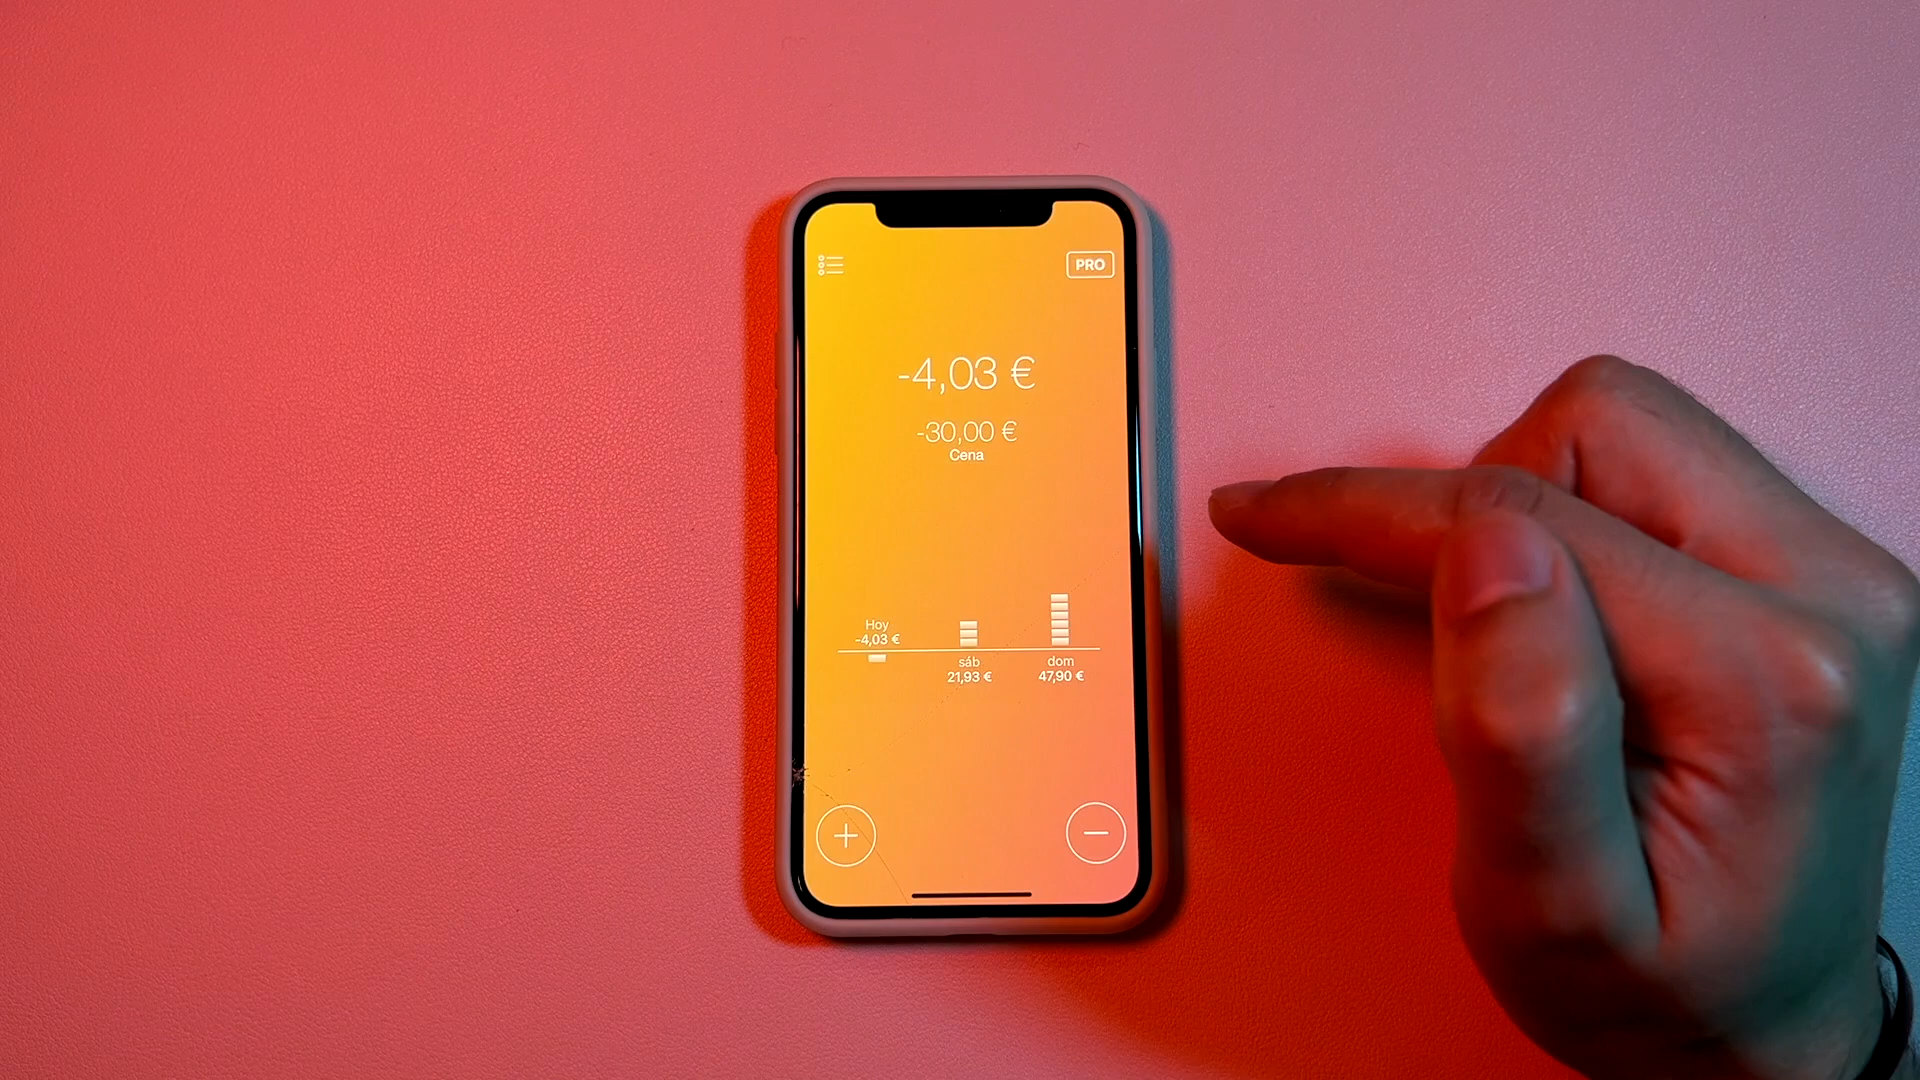 PRO
-4,03 €
-30,00 €
Cena
Hoy
-4,03 €
sáb
21,93 €
dom
47,90 €